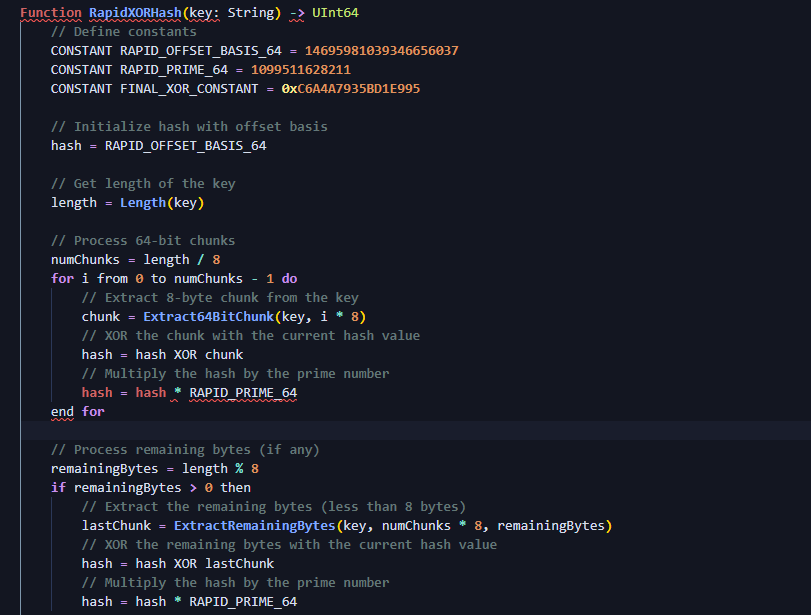 Function RapidXORHash(key: String) -> UInt64
// Define constants
CONSTANT RAPID_OFFSET_BASIS_64 = 14695981039346656037
CONSTANT RAPID_PRIME_64 = 1099511628211
CONSTANT FINAL_XOR_CONSTANT = 0xC6A4A7935BD1E995
// Initialize hash with offset basis
hash = RAPID_OFFSET_BASIS_64
// Get length of the key
length = Length(key)
// Process 64-bit chunks
numChunks = length / 8
for i from 0 to numChunks - 1 do
// Extract 8-byte chunk from the key
chunk = Extract64BitChunk(key, i * 8)
// XOR the chunk with the current hash value
hash = hash XOR chunk
// Multiply the hash by the prime number
hash = hash * RAPID_PRIME_64
end for
// Process remaining bytes (if any)
remainingBytes = length % 8
if remainingBytes > 0 then
// Extract the remaining bytes (less than 8 bytes)
lastChunk = ExtractRemainingBytes(key, numChunks * 8, remainingBytes)
// XOR the remaining bytes with the current hash value
hash = hash XOR lastChunk
// Multiply the hash by the prime number
hash = hash * RAPID_PRIME_64